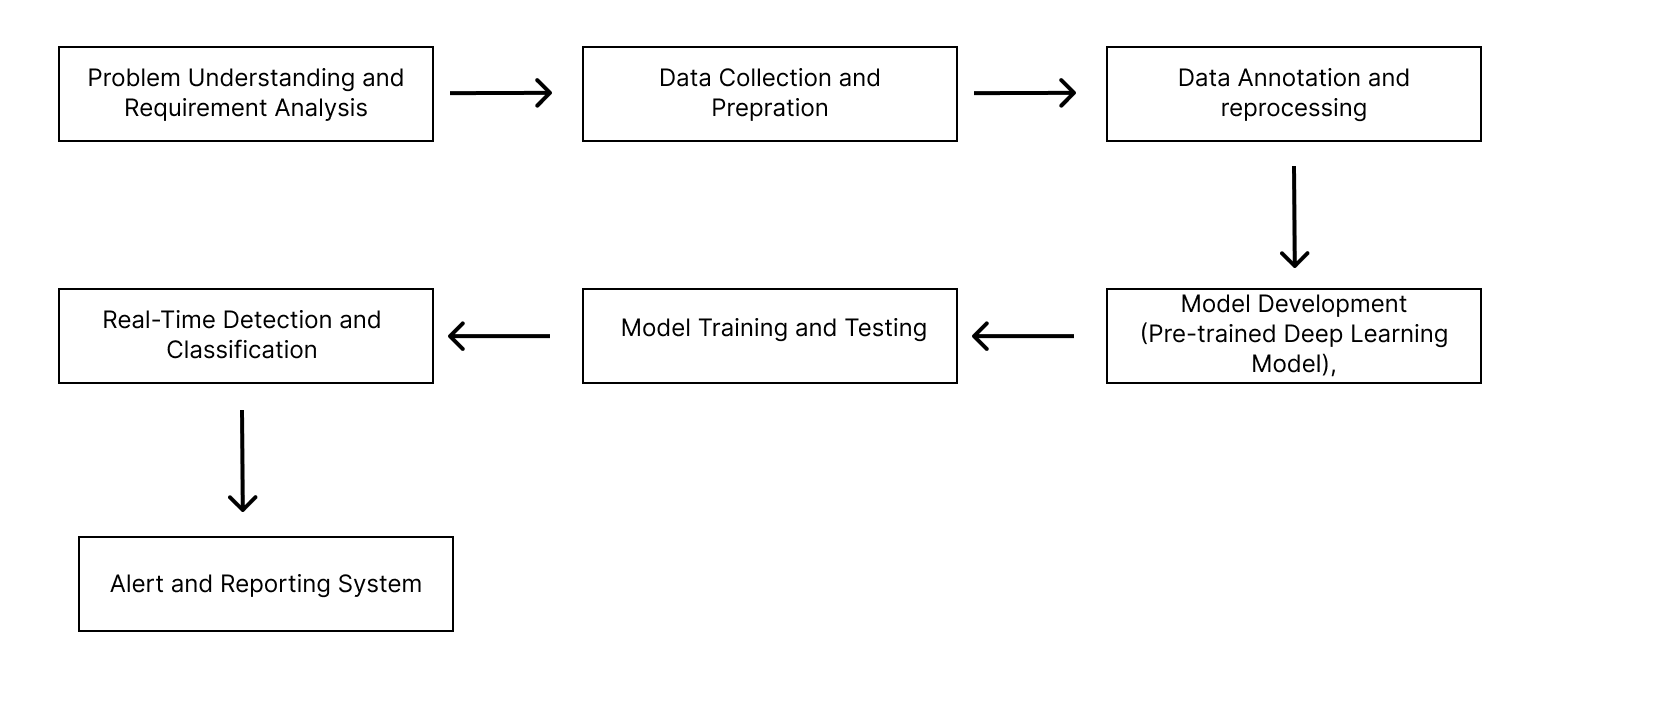 Problem Understanding and
Requirement Analysis
Data Collection and
Prepration
Data Annotation and
reprocessing
Model Development
(Pre-trained Deep Learning
Model),
Model Training and Testing
Real-Time Detection and
Classification
Alert and Reporting System